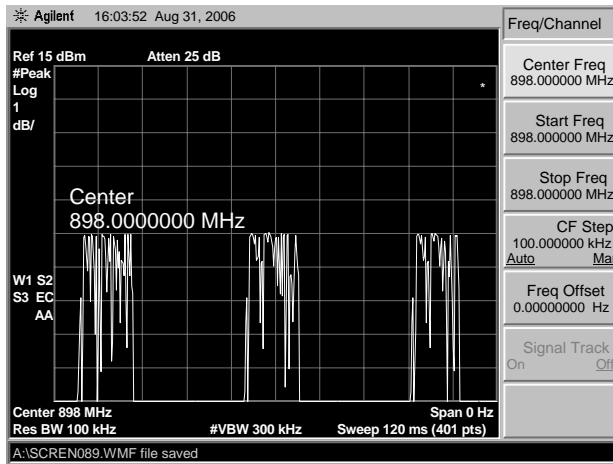 Agilent 16:03:52 Aug 31, 2006
Ref 15 dBm Atten 25 dB
#Peak
Log
1
dB/
*
Center
898.0000000 MHz
W1 S2
S3 EC
AA
Center 898 MHz Span 0 Hz
Res BW 100 kHz #VBW 300 kHz Sweep 120 ms (401 pts)
A:\SCREN089.WMF file saved
Freq/Channel
Center Freq
898.000000 MHz
Start Freq
898.000000 MHz
Stop Freq
898.000000 MHz
CF Step
100.000000 kHz
Auto Ma
Freq Offset
0.00000000 Hz
Signal Track
On Off